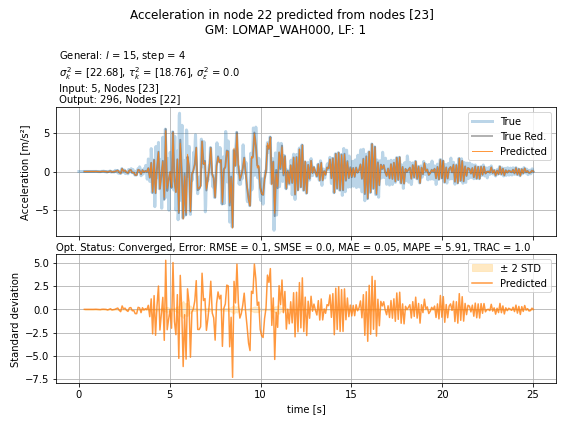 Acceleration in node 22 predicted from nodes [23]
GM: LOMAP_WAH000, LF: 1
General: l = 15, step = 4
σ²ₖ = [22.68], τ²ₖ = [18.76], σ²ε = 0.0
Input: 5, Nodes [23]
Output: 296, Nodes [22]
Acceleration [m/s²]
5
0
−5
True
True Red.
Predicted
Opt. Status: Converged, Error: RMSE = 0.1, SMSE = 0.0, MAE = 0.05, MAPE = 5.91, TRAC = 1.0
Standard deviation
5.0
2.5
0.0
−2.5
−5.0
−7.5
± 2 STD
Predicted
0 5 10 15 20 25
time [s]